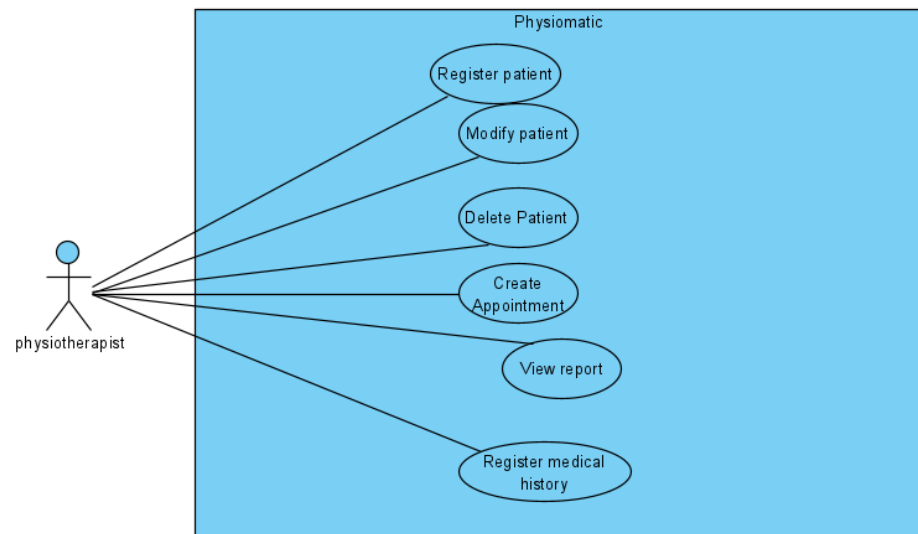 Physiomatic
Register patient
Modify patient
Delete Patient
Create
Appointment
physiotherapist
View report
Register medical
history